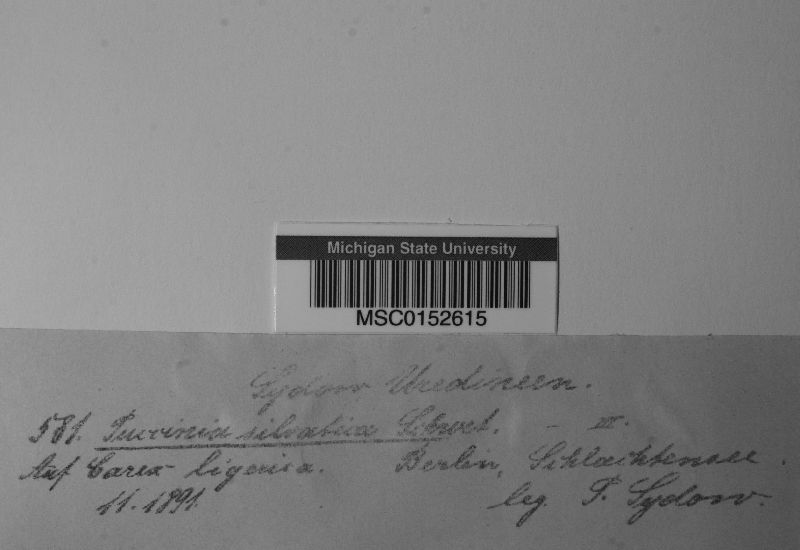 Michigan State University
MSC0152615
Sydow Uredineen.
581. Puccinia silvatica Schroet. - III.
Auf Carex ligerica. Berlin, Schlachtensee.
11.1891. leg. P. Sydow.